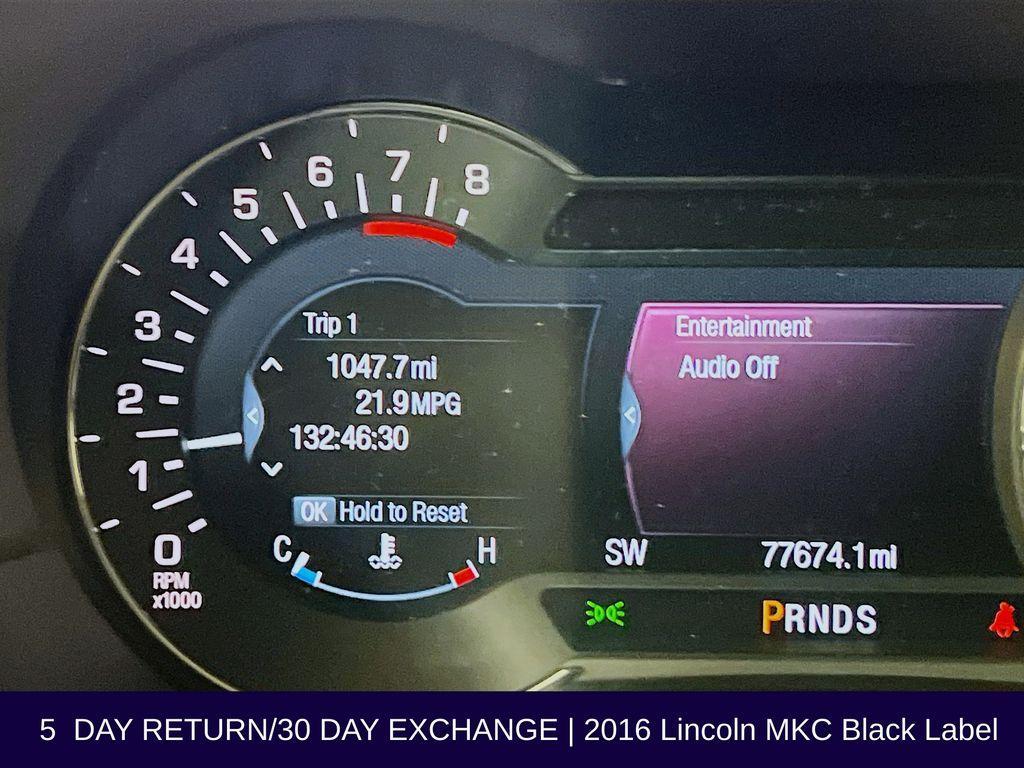 0
1
2
3
4
5
6
7
8
RPM
x1000
Trip 1
1047.7mi
21.9MPG
132:46:30
OK Hold to Reset
C H
Entertainment
Audio Off
SW 77674.1mi
PRNDS
5 DAY RETURN/30 DAY EXCHANGE | 2016 Lincoln MKC Black Label